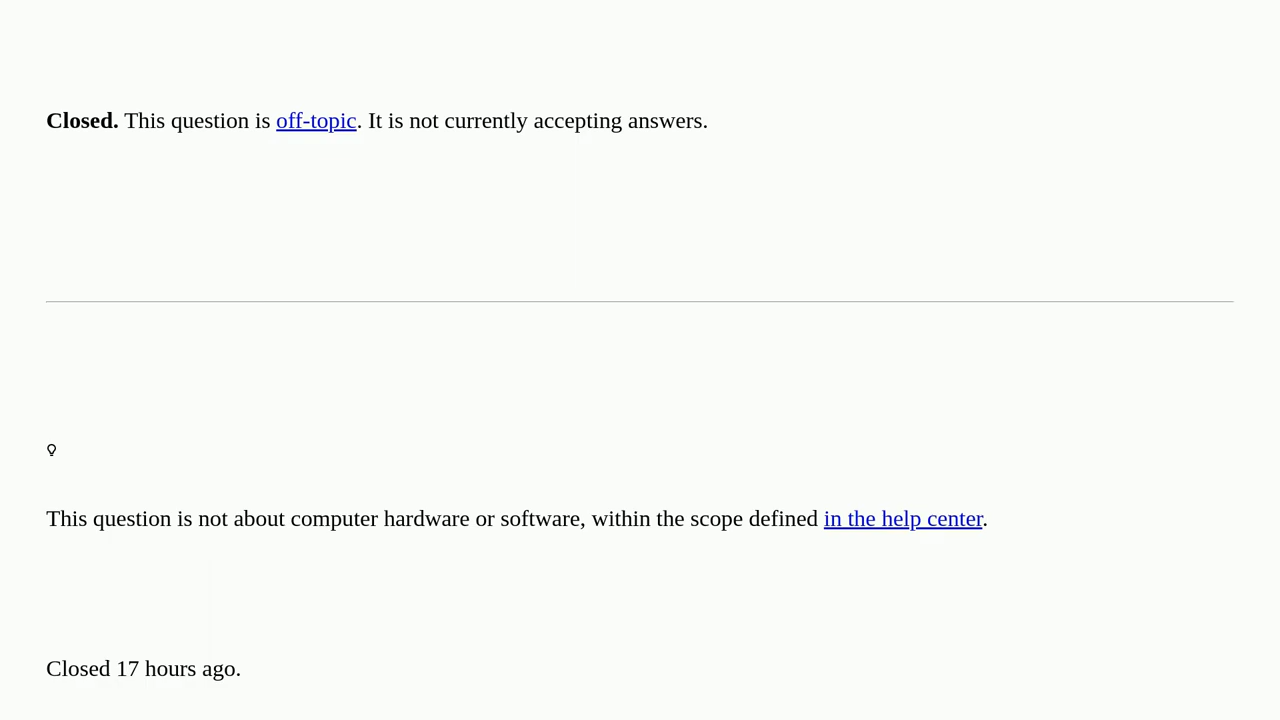 Closed. This question is off-topic. It is not currently accepting answers.
This question is not about computer hardware or software, within the scope defined in the help center.
Closed 17 hours ago.